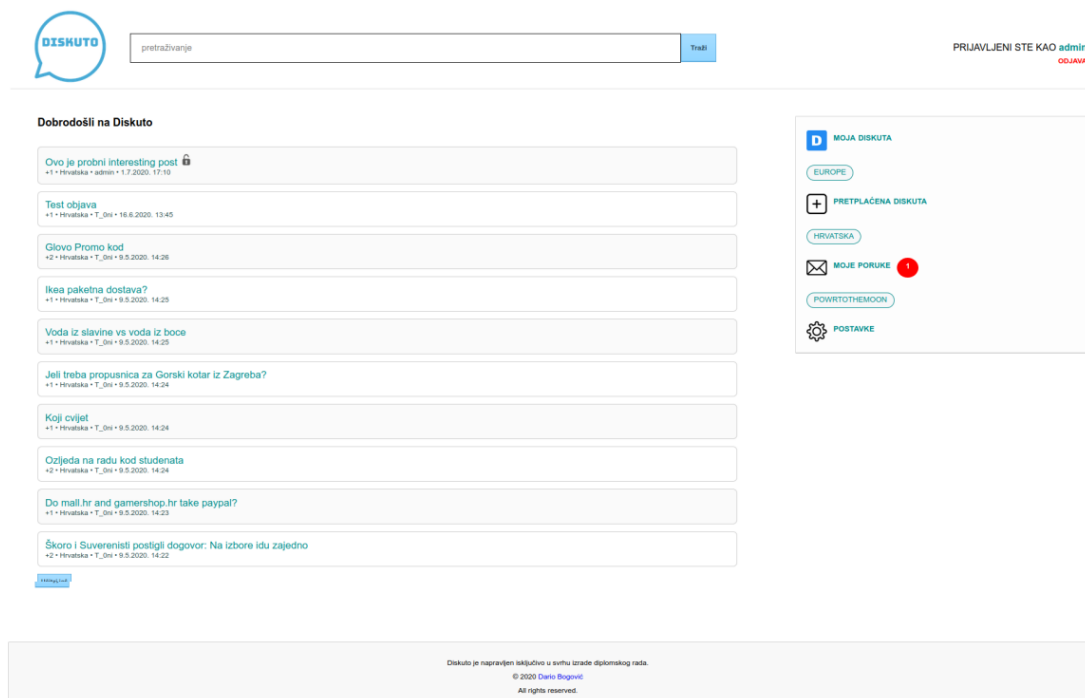 DISKUTO
pretraživanje
Traži
PRIJAVLJENI STE KAO admin
ODJAVA
Dobrodošli na Diskuto
Ovo je probni interesting post
+1 • Hrvatska • admin • 1.7.2020. 17:10
Test objava
+1 • Hrvatska • T_0ni • 16.6.2020. 13:45
Glovo Promo kod
+2 • Hrvatska • T_0ni • 9.5.2020. 14:26
Ikea paketna dostava?
+1 • Hrvatska • T_0ni • 9.5.2020. 14:25
Voda iz slavine vs voda iz boce
+1 • Hrvatska • T_0ni • 9.5.2020. 14:25
Jeli treba propusnica za Gorski kotar iz Zagreba?
+1 • Hrvatska • T_0ni • 9.5.2020. 14:24
Koji cvijet
+1 • Hrvatska • T_0ni • 9.5.2020. 14:24
Ozljeda na radu kod studenata
+2 • Hrvatska • T_0ni • 9.5.2020. 14:24
Do mall.hr and gamershop.hr take paypal?
+1 • Hrvatska • T_0ni • 9.5.2020. 14:23
Škoro i Suverenisti postigli dogovor: Na izbore idu zajedno
+2 • Hrvatska • T_0ni • 9.5.2020. 14:22
D MOJA DISKUTA
EUROPE
PRETPLAĆENA DISKUTA
HRVATSKA
MOJE PORUKE 1
POWRTOTHEMOON
POSTAVKE
Diskuto je napravljen isključivo u svrhu izrade diplomskog rada.
© 2020 Dario Bogović
All rights reserved.